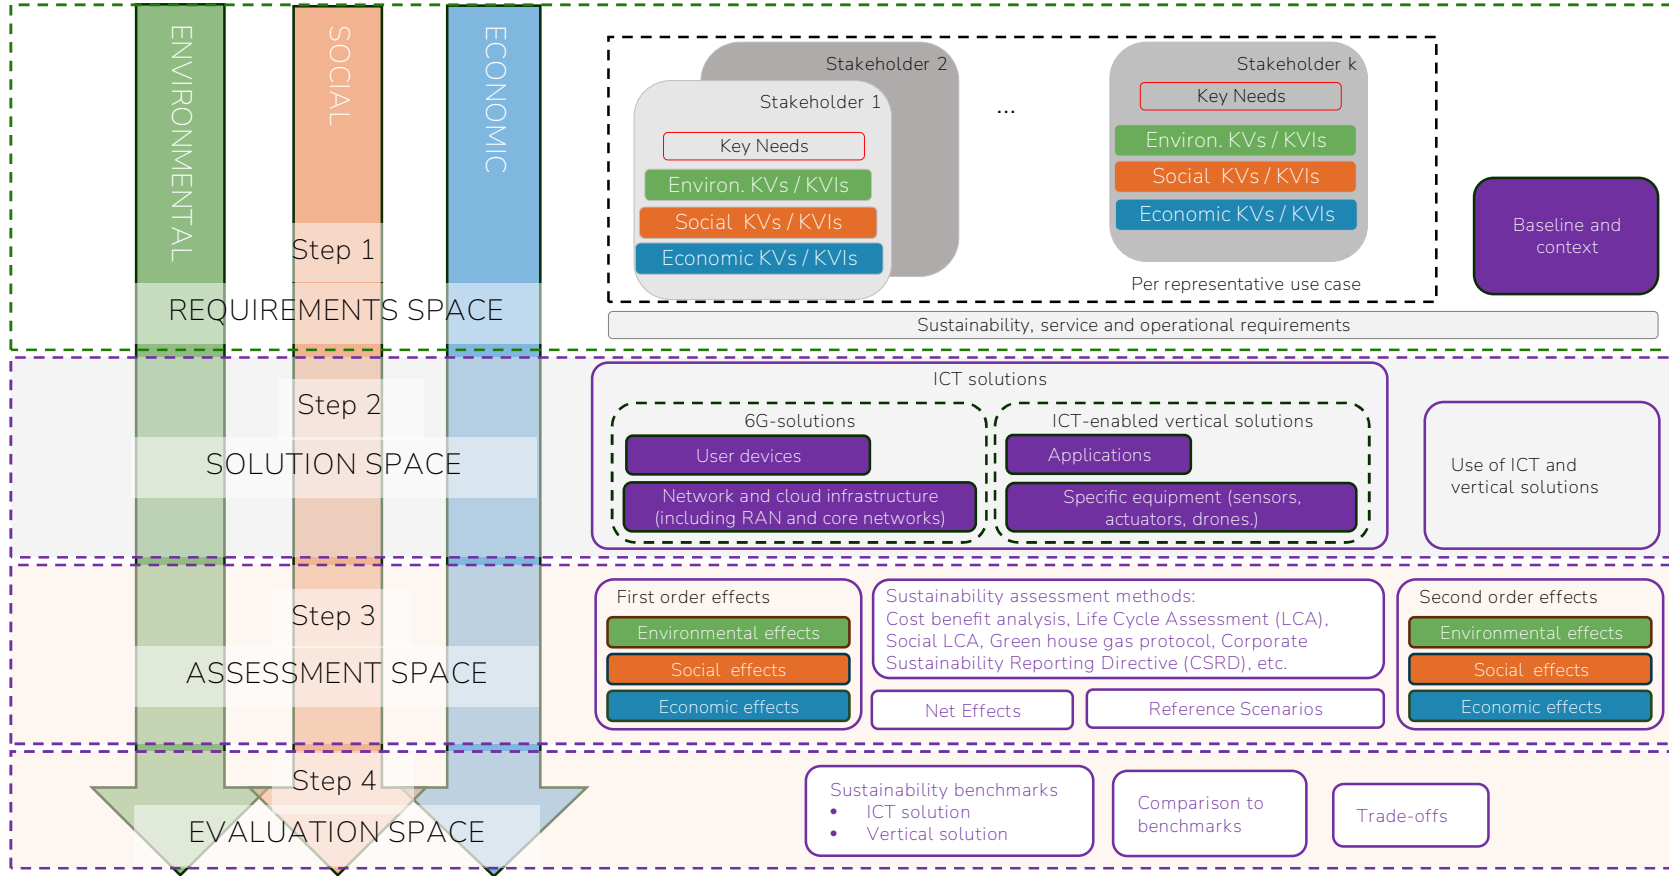 ENVIRONMENTAL
SOCIAL
ECONOMIC
Step 1
REQUIREMENTS SPACE
Stakeholder 2
Stakeholder 1
Key Needs
Environ. KVs / KVIs
Social KVs / KVIs
Economic KVs / KVIs
...
Stakeholder k
Key Needs
Environ. KVs / KVIs
Social KVs / KVIs
Economic KVs / KVIs
Per representative use case
Baseline and
context
Sustainability, service and operational requirements
Step 2
SOLUTION SPACE
ICT solutions
6G-solutions
User devices
Network and cloud infrastructure
(including RAN and core networks)
ICT-enabled vertical solutions
Applications
Specific equipment (sensors,
actuators, drones.)
Use of ICT and
vertical solutions
Step 3
ASSESSMENT SPACE
First order effects
Environmental effects
Social effects
Economic effects
Sustainability assessment methods:
Cost benefit analysis, Life Cycle Assessment (LCA),
Social LCA, Green house gas protocol, Corporate
Sustainability Reporting Directive (CSRD), etc.
Net Effects
Reference Scenarios
Second order effects
Environmental effects
Social effects
Economic effects
Step 4
EVALUATION SPACE
Sustainability benchmarks
• ICT solution
• Vertical solution
Comparison to
benchmarks
Trade-offs